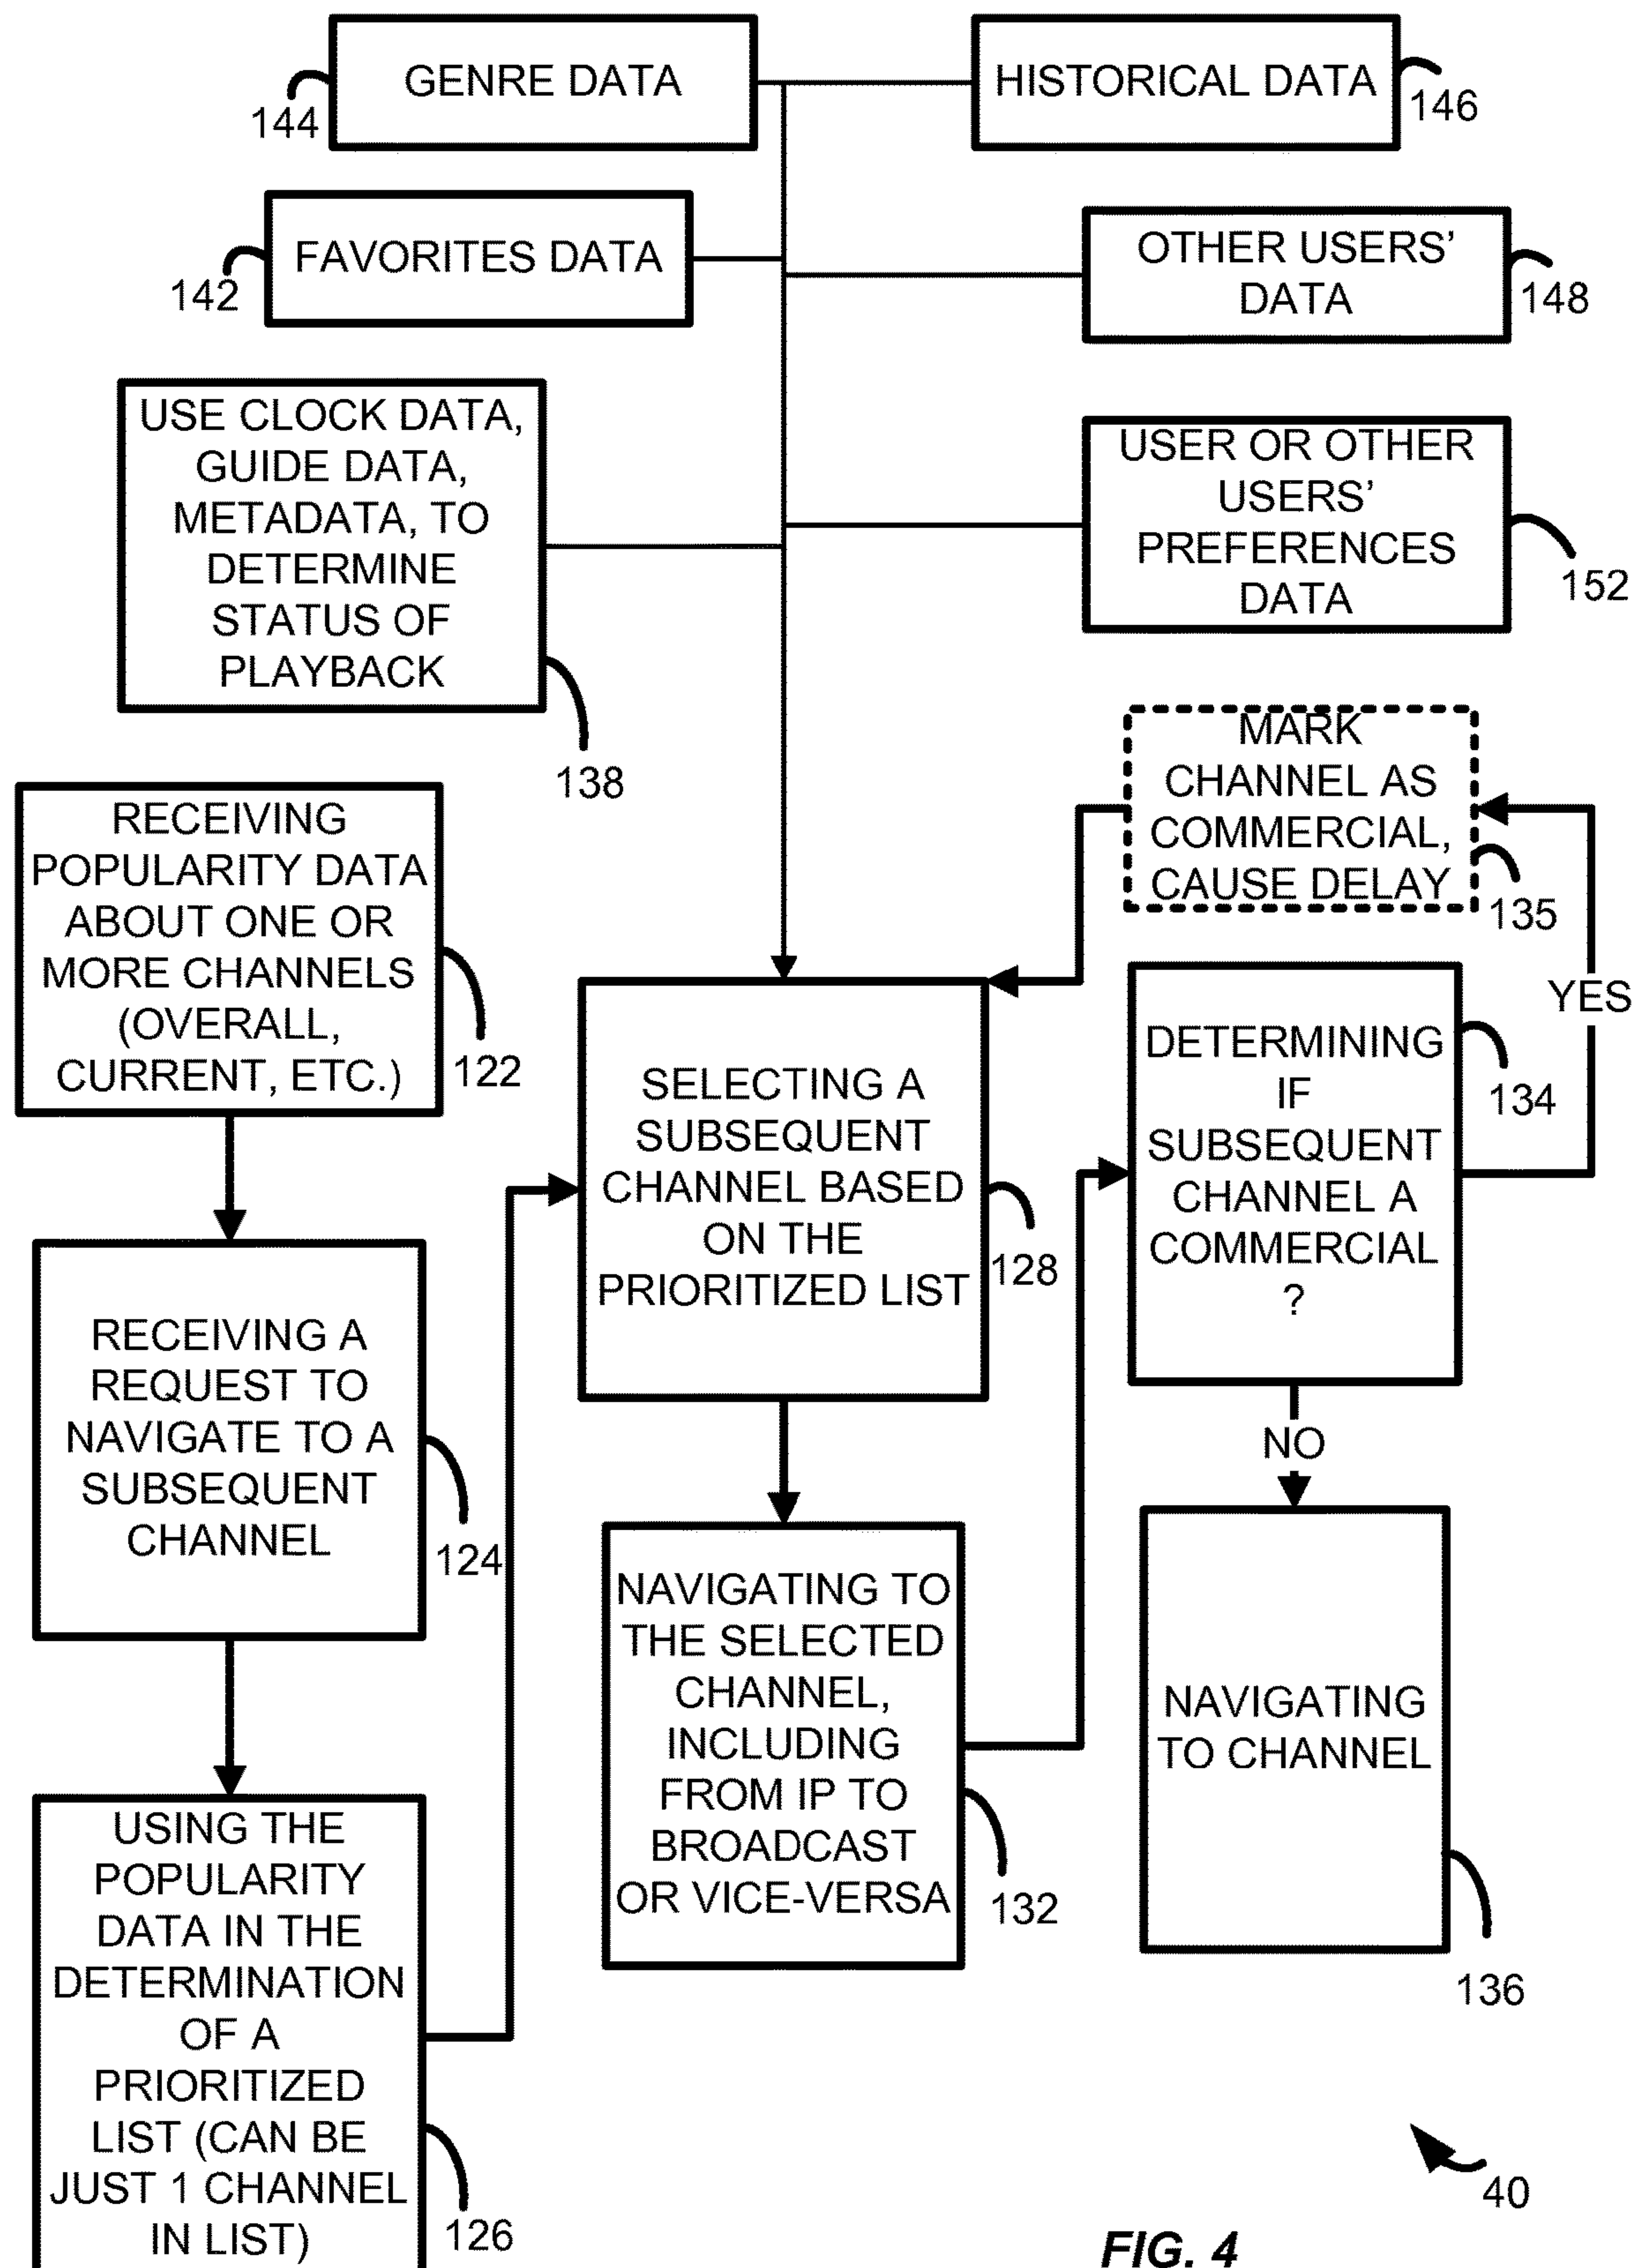 GENRE DATA
144
HISTORICAL DATA
146
FAVORITES DATA
142
OTHER USERS’
DATA
148
USE CLOCK DATA,
GUIDE DATA,
METADATA, TO
DETERMINE
STATUS OF
PLAYBACK
138
USER OR OTHER
USERS’
PREFERENCES
DATA
152
MARK
CHANNEL AS
COMMERCIAL,
CAUSE DELAY
135
RECEIVING
POPULARITY DATA
ABOUT ONE OR
MORE CHANNELS
(OVERALL,
CURRENT, ETC.)
122
YES
SELECTING A
SUBSEQUENT
CHANNEL BASED
ON THE
PRIORITIZED LIST
128
DETERMINING
IF
SUBSEQUENT
CHANNEL A
COMMERCIAL
?
134
RECEIVING A
REQUEST TO
NAVIGATE TO A
SUBSEQUENT
CHANNEL
124
NO
NAVIGATING TO
THE SELECTED
CHANNEL,
INCLUDING
FROM IP TO
BROADCAST
OR VICE-VERSA
132
NAVIGATING
TO CHANNEL
136
USING THE
POPULARITY
DATA IN THE
DETERMINATION
OF A
PRIORITIZED
LIST (CAN BE
JUST 1 CHANNEL
IN LIST)
126
40
FIG. 4